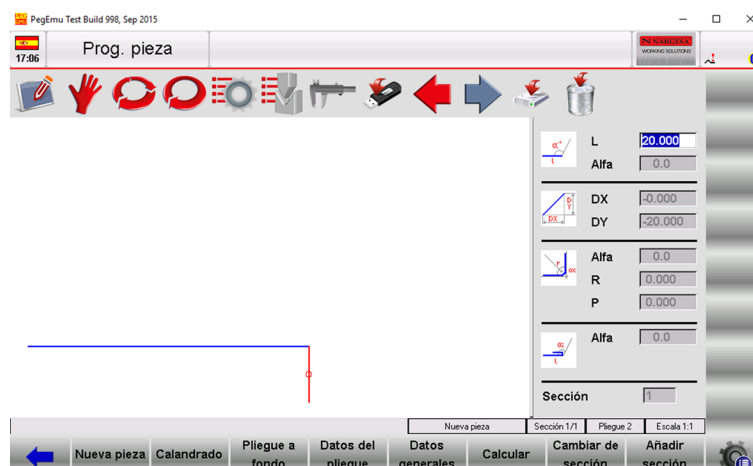 PegEmu Test Build 998, Sep 2015
17:06
Prog. pieza
NARGESA
WORKING SOLUTIONS
L
20.000
Alfa
0.0
DX
-0.000
DY
-20.000
Alfa
0.0
R
0.000
P
0.000
Alfa
0.0
Sección
1
Nueva pieza
Sección 1/1
Pliegue 2
Escala 1:1
Nueva pieza
Calandrado
Pliegue a
fondo
Datos del
pliegue
Datos
generales
Calcular
Cambiar de
sección
Añadir
sección